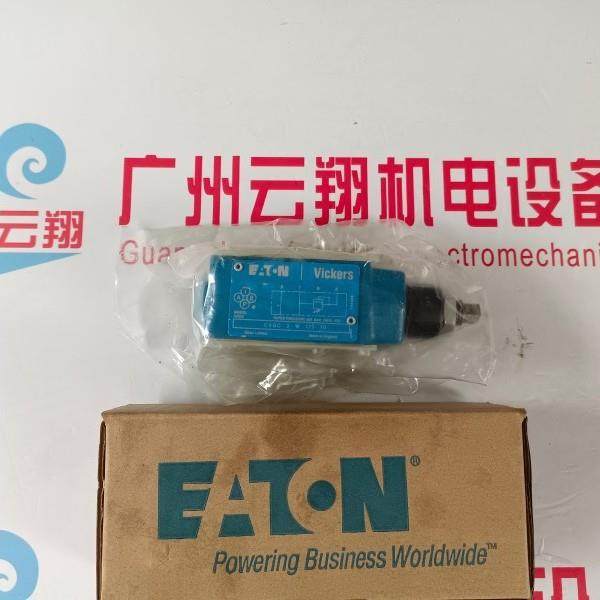 广州云翔机电设备
云翔
Guan
ctromechani
EATON
Vickers
EATON®
Powering Business Worldwide™